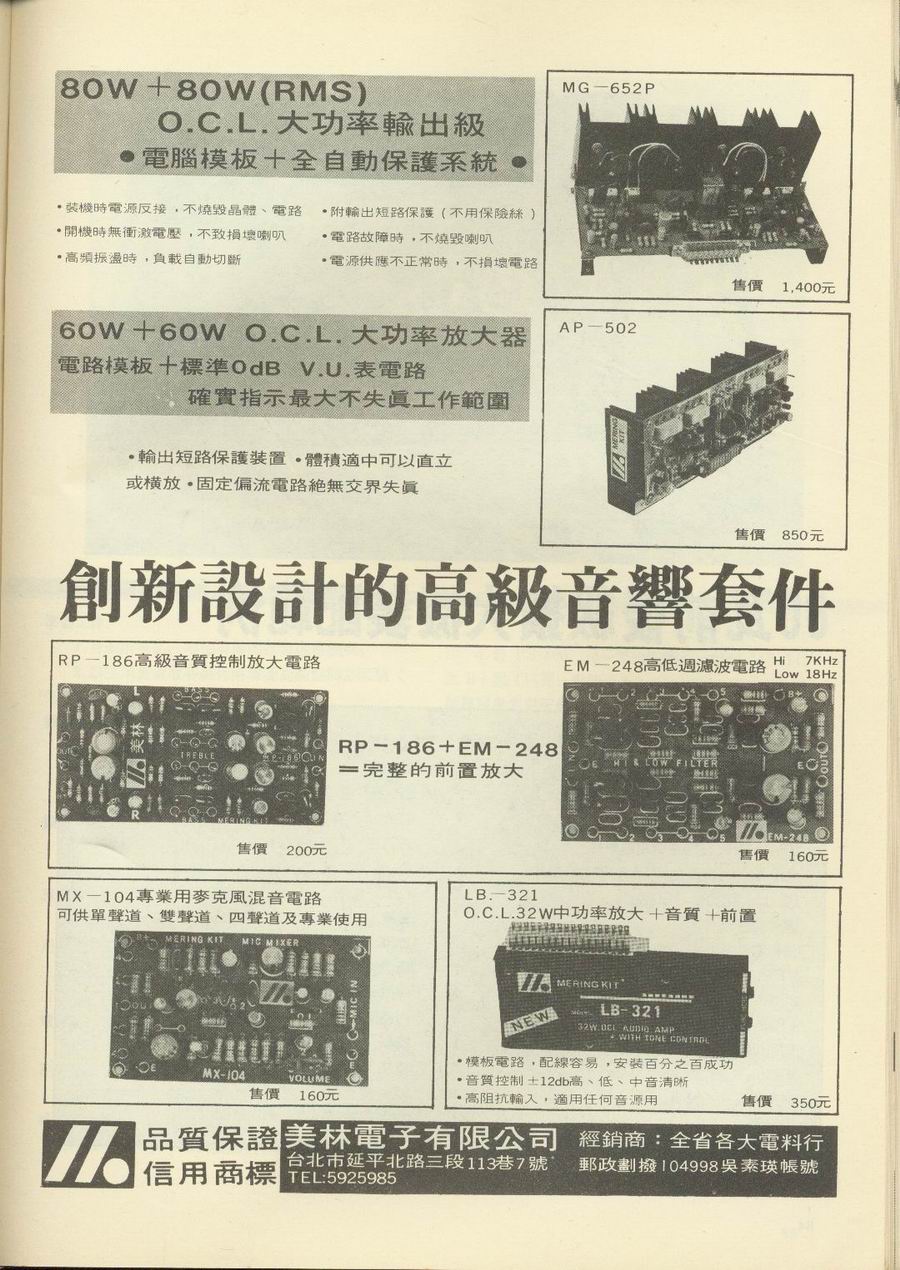 80W＋80W(RMS)
O.C.L.大功率輸出級
●電腦模板＋全自動保護系統●
•裝機時電源反接，不燒毀晶體、電路
•開機時無衝激電壓，不致損壞喇叭
•高頻振盪時，負載自動切斷
•附輸出短路保護(不用保險絲)
•電路故障時，不燒毀喇叭
•電源供應不正常時，不損壞電路
MG－652P
售價 1,400元
60W＋60W O.C.L.大功率放大器
電路模板＋標準0dB V.U.表電路
確實指示最大不失眞工作範圍
•輸出短路保護裝置•體積適中可以直立
或橫放•固定偏流電路絕無交界失眞
AP－502
MERING KIT
售價 850元
創新設計的高級音響套件
RP－186高級音質控制放大電路
BASS
L
美林
TREBLE
RP-186
OUT
IN
R
BASS MERING KIT
售價 200元
RP－186＋EM－248
＝完整的前置放大
EM－248高低週濾波電路 Hi 7KHz
Low 18Hz
1 2 3 4 5
B+
E HI & LOW FILTER E
OUT
1 2 3 4 5
EM-248
售價 160元
MX－104專業用麥克風混音電路
可供單聲道、雙聲道、四聲道及專業使用
B+ MERING KIT MIC MIXER
OUT
MIC IN
E
MX-104 VOLUME
售價 160元
LB.－321
O.C.L.32W中功率放大＋音質＋前置
MERING KIT
MODEL LB-321
NEW
32W OCL AUDIO AMP
+ WITH TONE CONTROL
•模板電路，配線容易，安裝百分之百成功
•音質控制±12db高、低、中音清晰
•高阻抗輸入，適用任何音源用
售價 350元
品質保證
信用商標
美林電子有限公司
台北市延平北路三段113巷7號
TEL:5925985
經銷商：全省各大電料行
郵政劃撥104998吳素瑛帳號